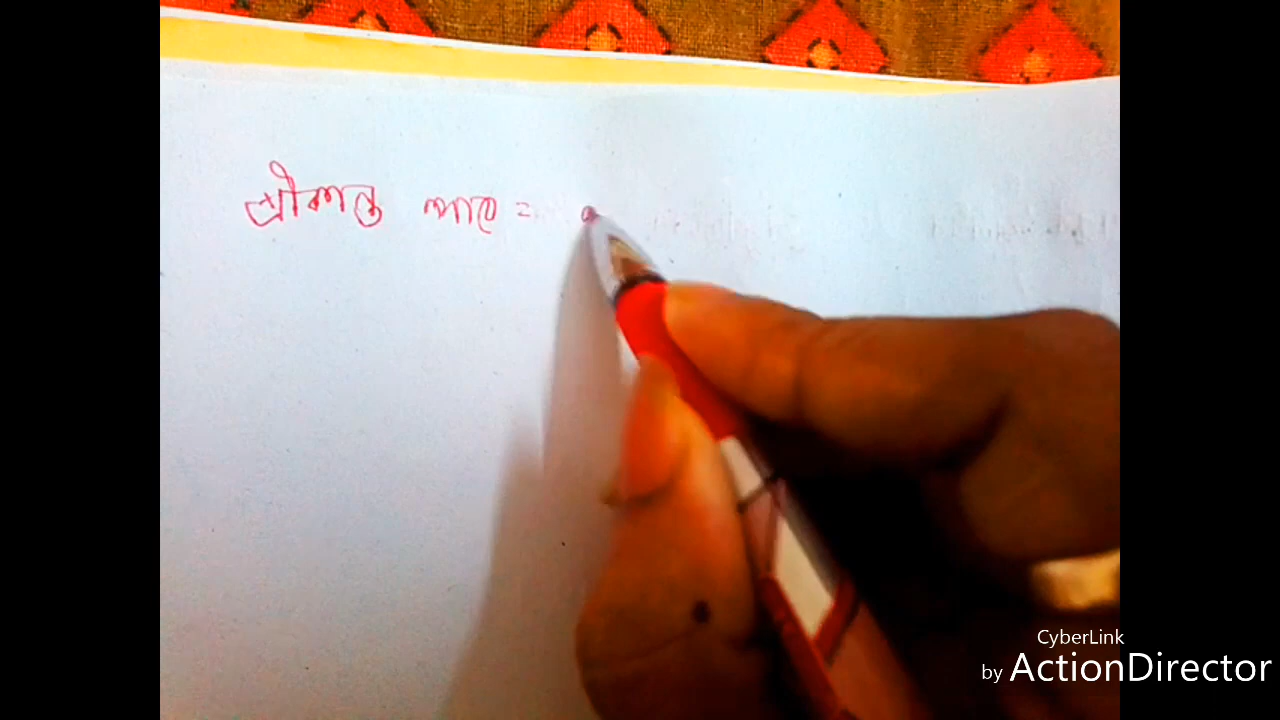 শ্রীকান্ত পাবে =
CyberLink
by ActionDirector